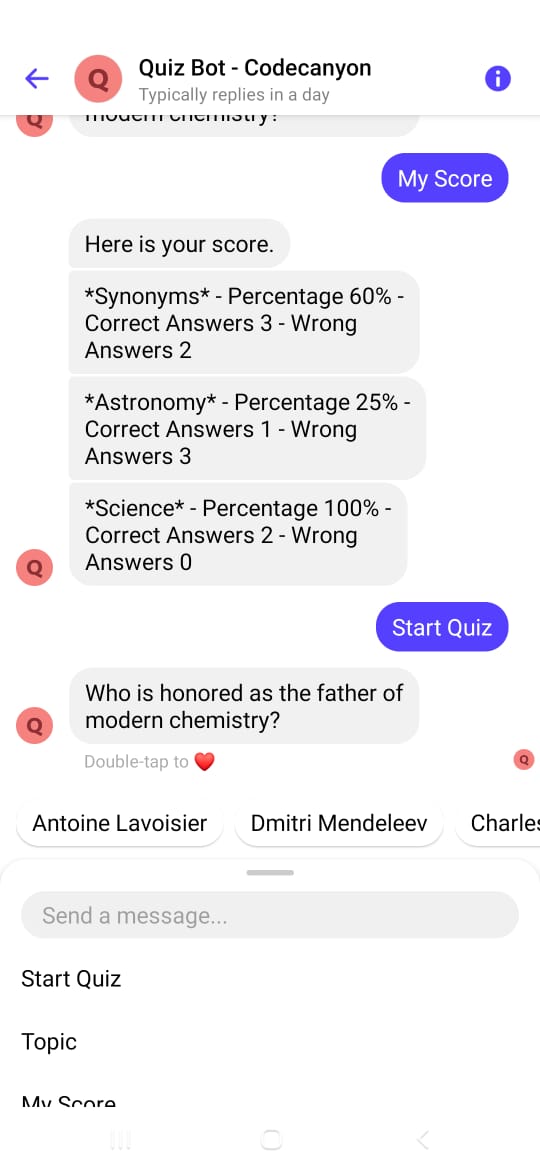 Q
Quiz Bot - Codecanyon
Typically replies in a day
Q
modern chemistry?
My Score
Here is your score.
*Synonyms* - Percentage 60% -
Correct Answers 3 - Wrong
Answers 2
*Astronomy* - Percentage 25% -
Correct Answers 1 - Wrong
Answers 3
*Science* - Percentage 100% -
Correct Answers 2 - Wrong
Answers 0
Q
Start Quiz
Who is honored as the father of
modern chemistry?
Q
Double-tap to
Q
Antoine Lavoisier
Dmitri Mendeleev
Charles
Send a message...
Start Quiz
Topic
My Score